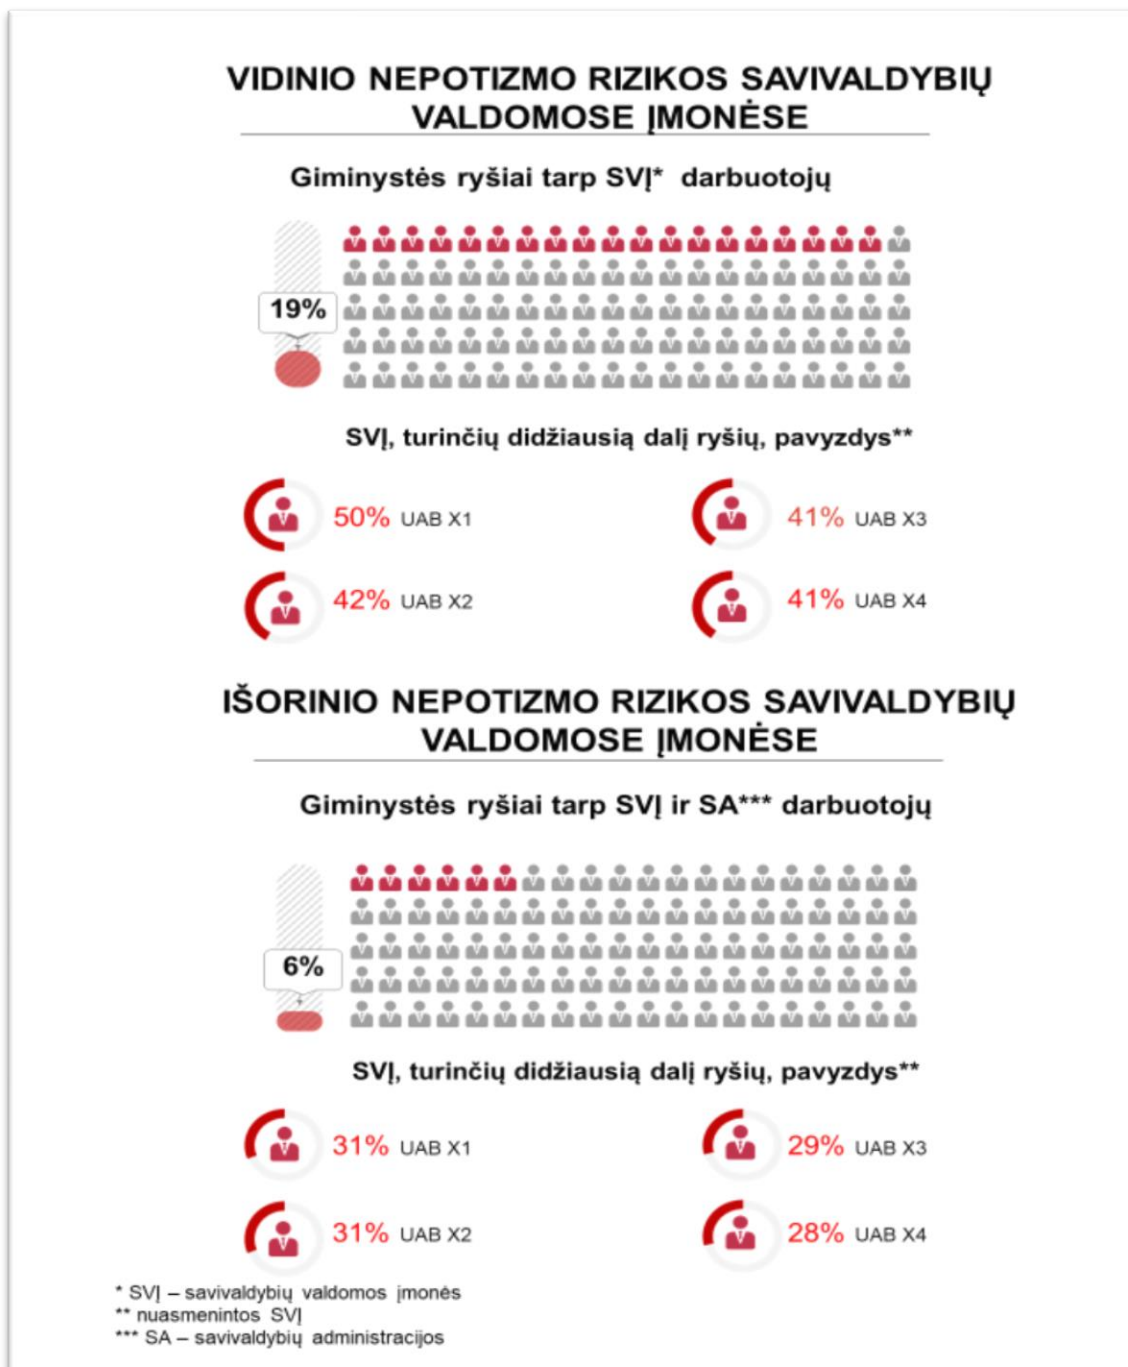 VIDINIO NEPOTIZMO RIZIKOS SAVIVALDYBIŲ
VALDOMOSE ĮMONĖSE
Giminystės ryšiai tarp SVĮ* darbuotojų
19%
SVĮ, turinčių didžiausią dalį ryšių, pavyzdys**
50% UAB X1
41% UAB X3
42% UAB X2
41% UAB X4
IŠORINIO NEPOTIZMO RIZIKOS SAVIVALDYBIŲ
VALDOMOSE ĮMONĖSE
Giminystės ryšiai tarp SVĮ ir SA*** darbuotojų
6%
SVĮ, turinčių didžiausią dalį ryšių, pavyzdys**
31% UAB X1
29% UAB X3
31% UAB X2
28% UAB X4
* SVĮ – savivaldybių valdomos įmonės
** nuasmenintos SVĮ
*** SA – savivaldybių administracijos